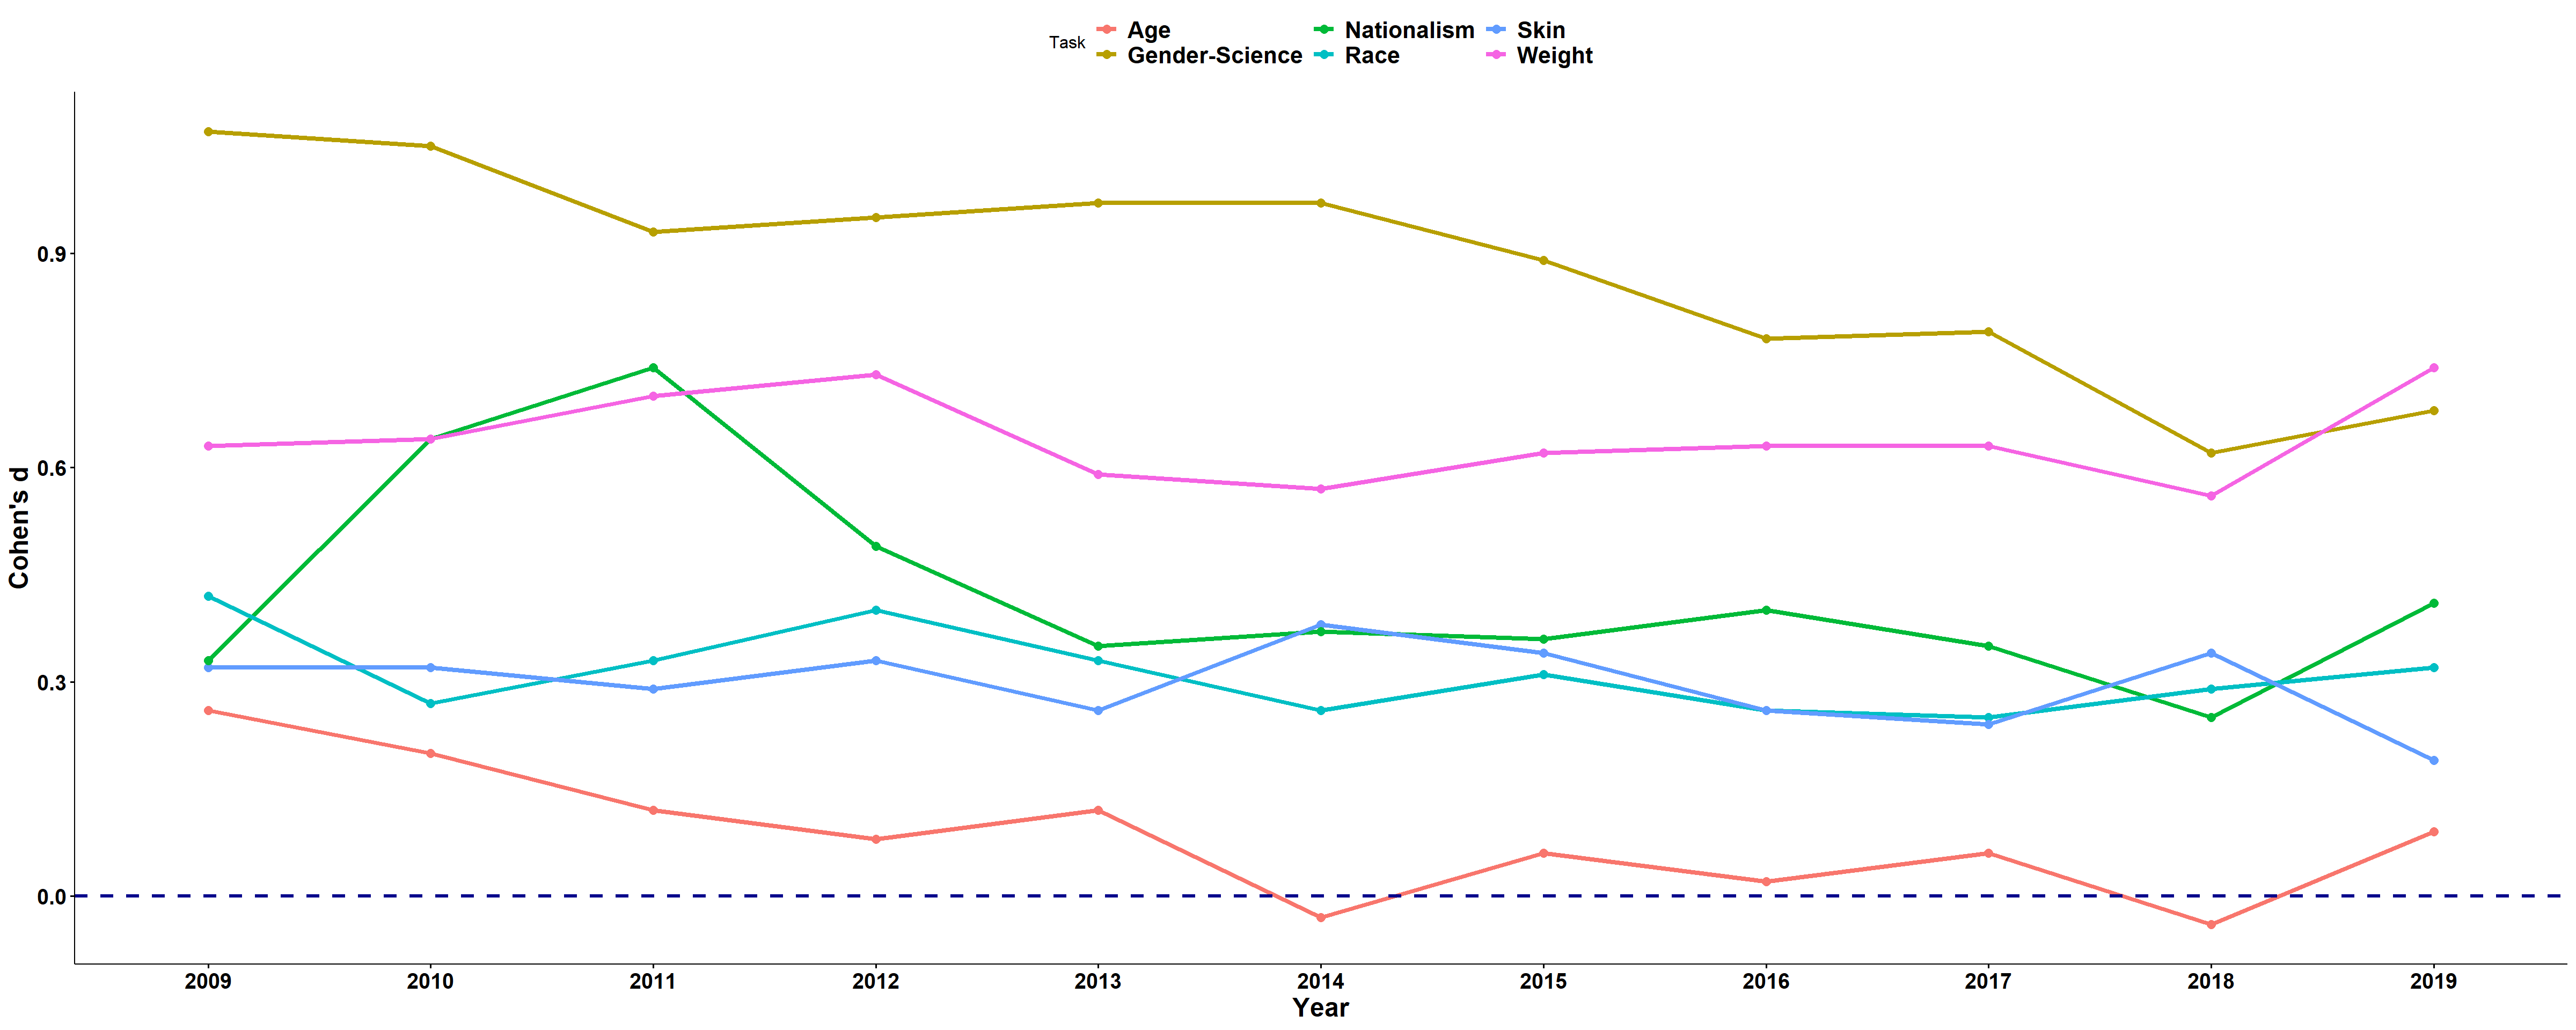 Task
Age Nationalism Skin
Gender-Science Race Weight
Cohen's d
0.9
0.6
0.3
0.0
2009 2010 2011 2012 2013 2014 2015 2016 2017 2018 2019
Year